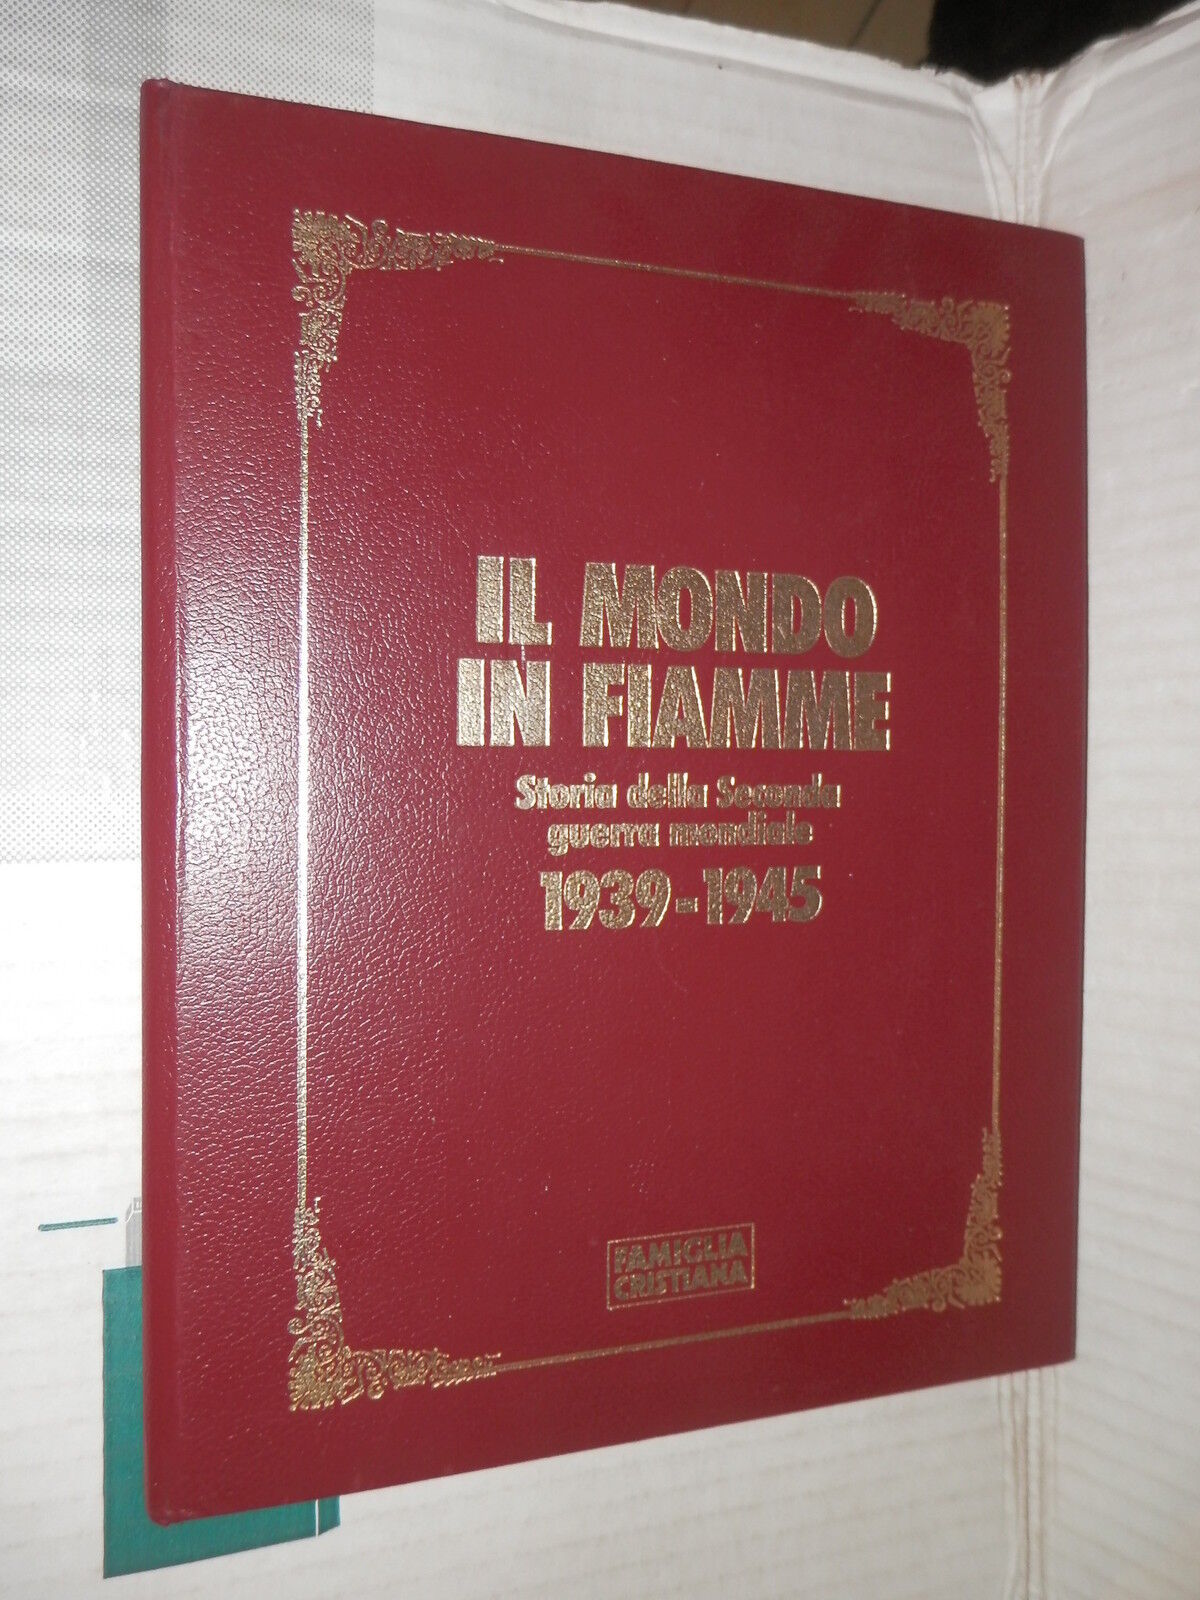 IL MONDO
IN FIAMME
Storia della Seconda
guerra mondiale
1939-1945
FAMIGLIA
CRISTIANA